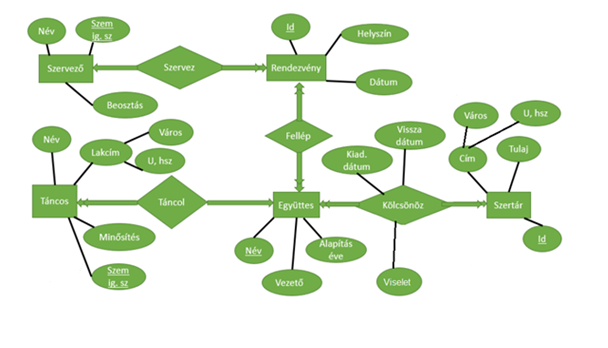 Név
Szem
ig. sz
Id
Helyszín
Szervező
Szervez
Rendezvény
Beosztás
Dátum
Név
Város
Lakcím
U, hsz
Fellép
Kiad.
dátum
Vissza
dátum
Város
U, hsz
Cím
Tulaj
Táncos
Táncol
Együttes
Kölcsönöz
Szertár
Minősítés
Szem
ig. sz
Név
Alapítás
éve
Vezető
Viselet
Id